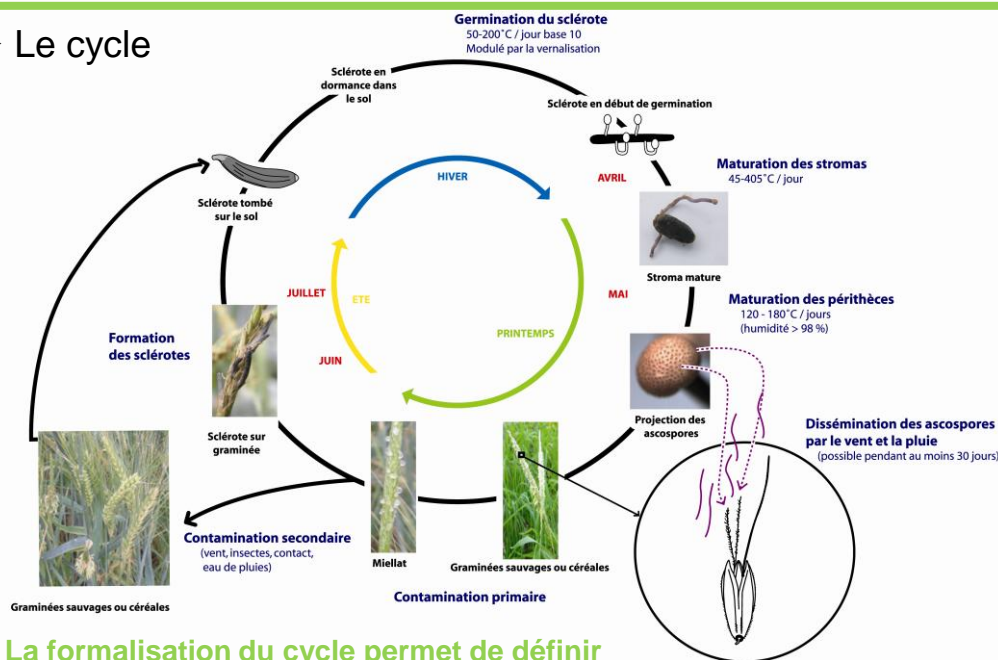 Le cycle
Germination du sclérote
50-200°C / jour base 10
Modulé par la vernalisation
Sclérote en
dormance dans
le sol
Sclérote en début de germination
HIVER
AVRIL
Maturation des stromas
45-405°C / jour
Sclérote tombé
sur le sol
Stroma mature
JUILLET
ETE
MAI
Maturation des périthèces
120 - 180°C / jours
(humidité > 98 %)
Formation
des sclérotes
PRINTEMPS
JUIN
Projection des
ascospores
Dissémination des ascospores
par le vent et la pluie
(possible pendant au moins 30 jours)
Sclérote sur
graminée
Contamination secondaire
(vent, insectes, contact,
eau de pluies)
Miellat
Graminées sauvages ou céréales
Contamination primaire
Graminées sauvages ou céréales
La formalisation du cycle permet de définir